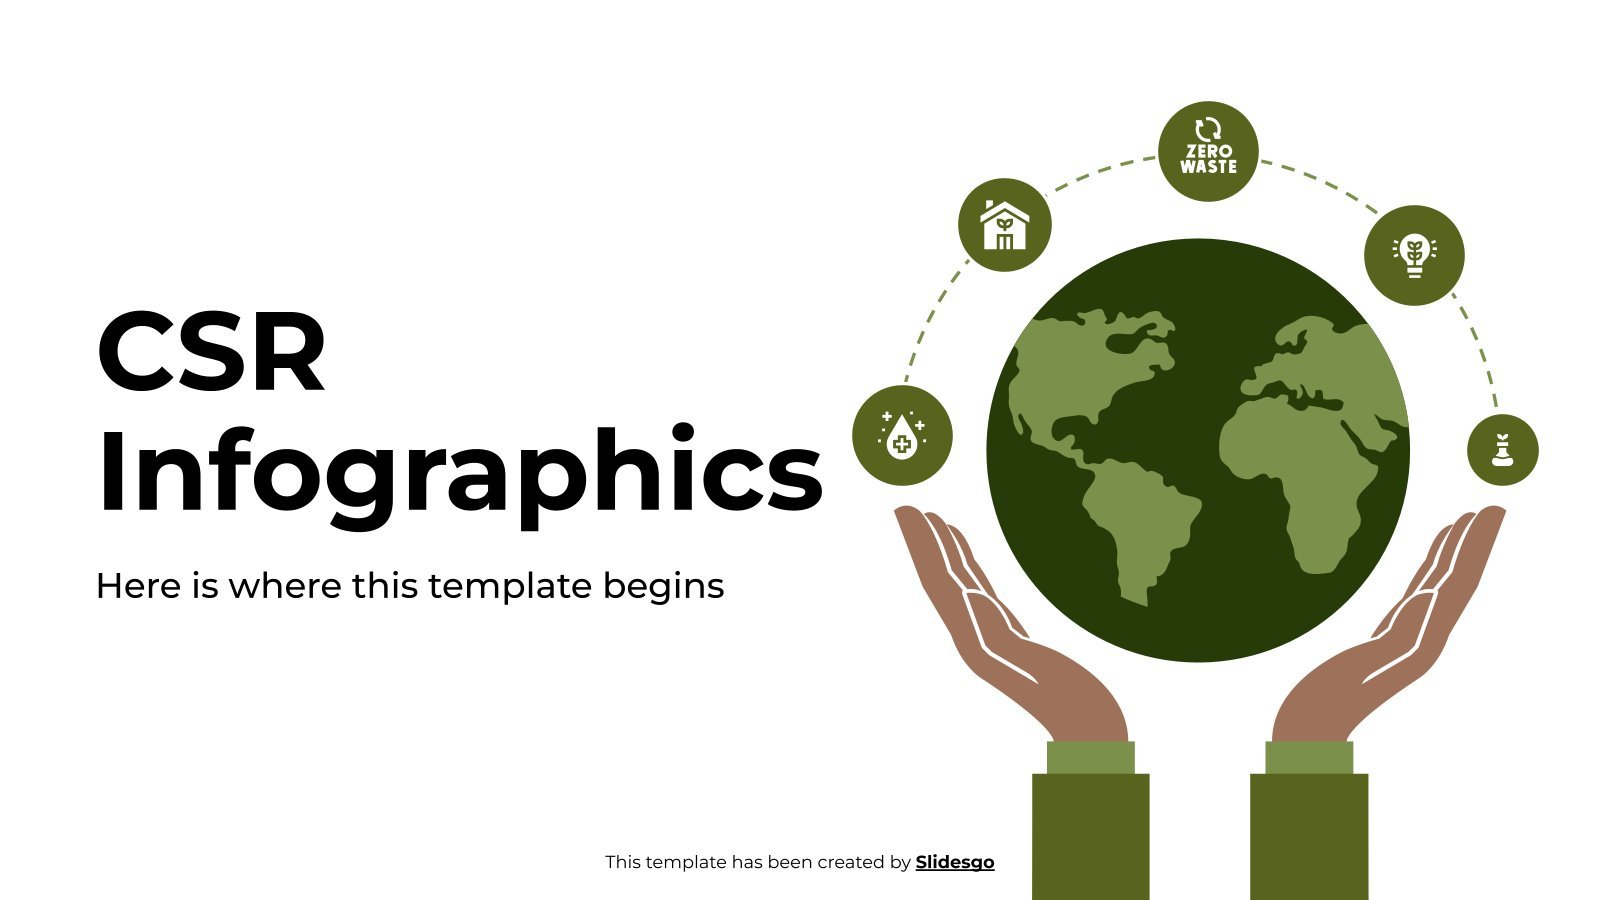 CSR
Infographics
Here is where this template begins
ZERO
WASTE
This template has been created by Slidesgo